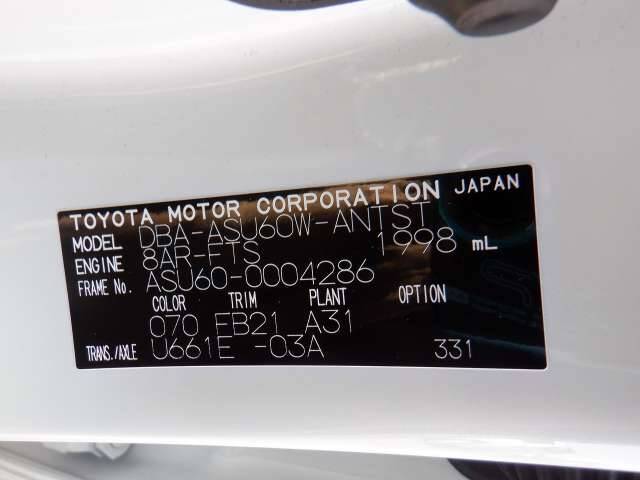 TOYOTA MOTOR CORPORATION JAPAN
MODEL DBA-ASU60W-ANTST
ENGINE 8AR-FTS 1998 mL
FRAME No. ASU60-0004286
COLOR TRIM PLANT OPTION
070 FB21 A31
TRANS./AXLE U661E -03A 331